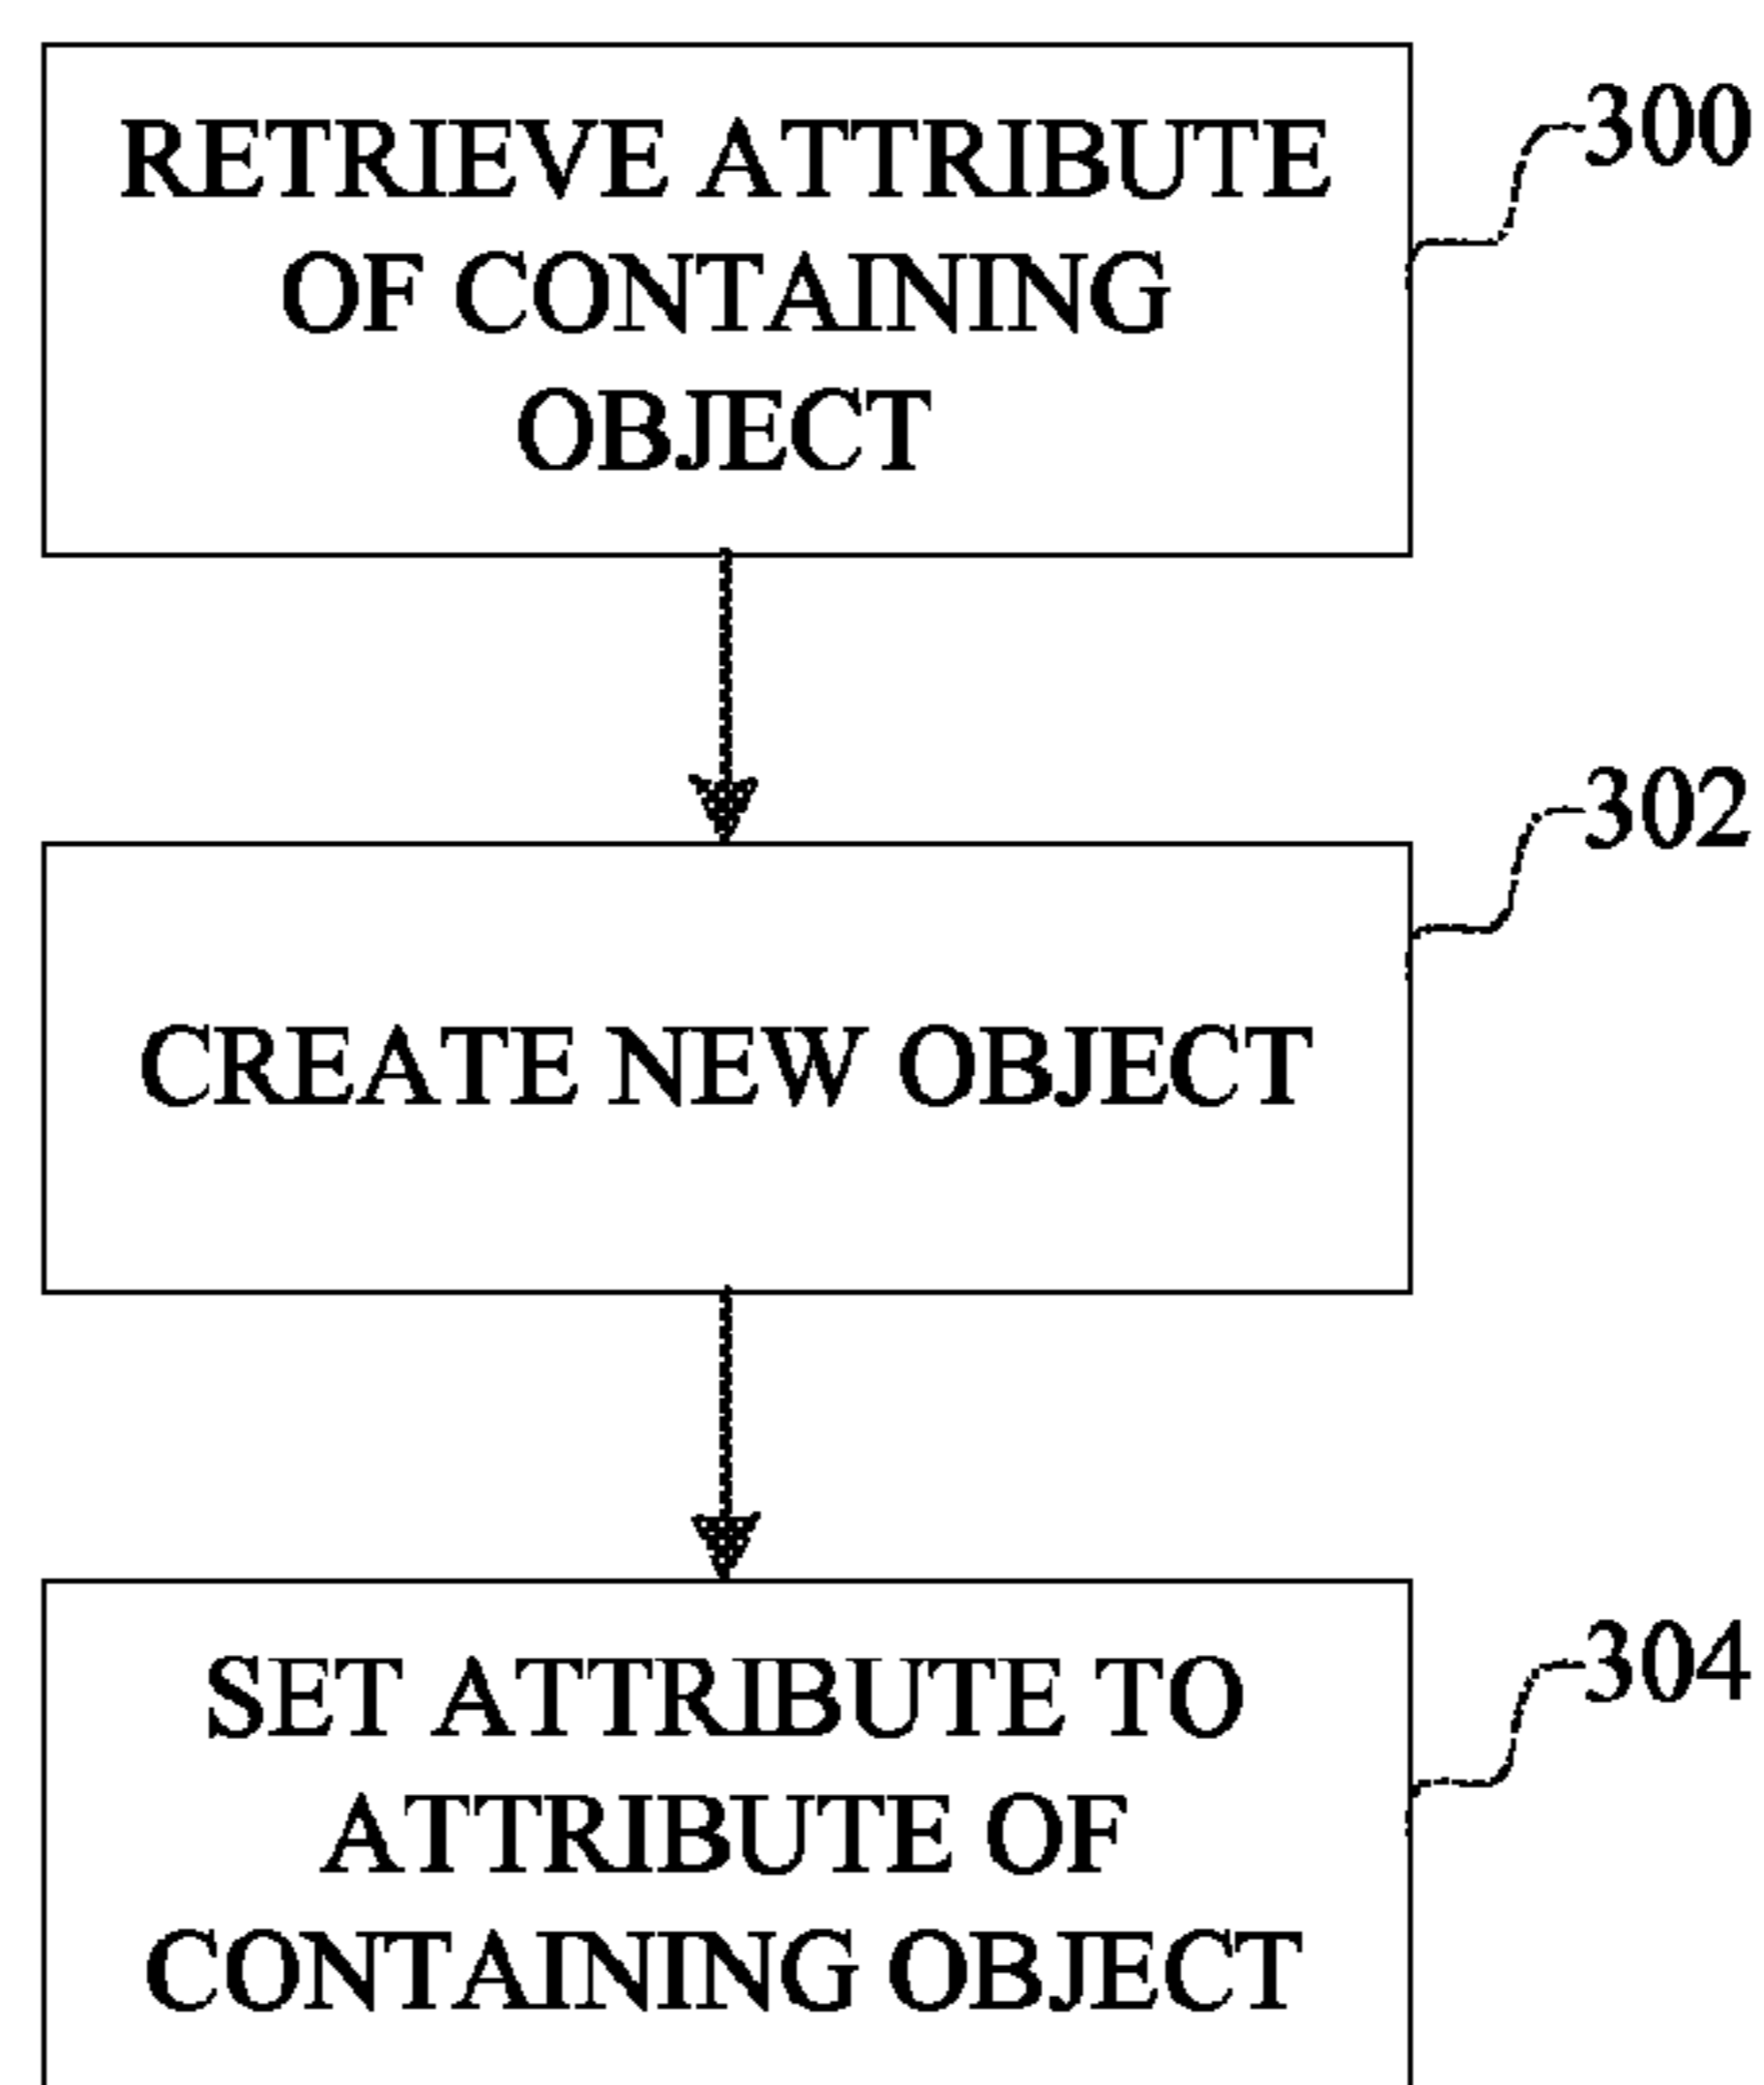 RETRIEVE ATTRIBUTE
OF CONTAINING
OBJECT
300
CREATE NEW OBJECT
302
SET ATTRIBUTE TO
ATTRIBUTE OF
CONTAINING OBJECT
304